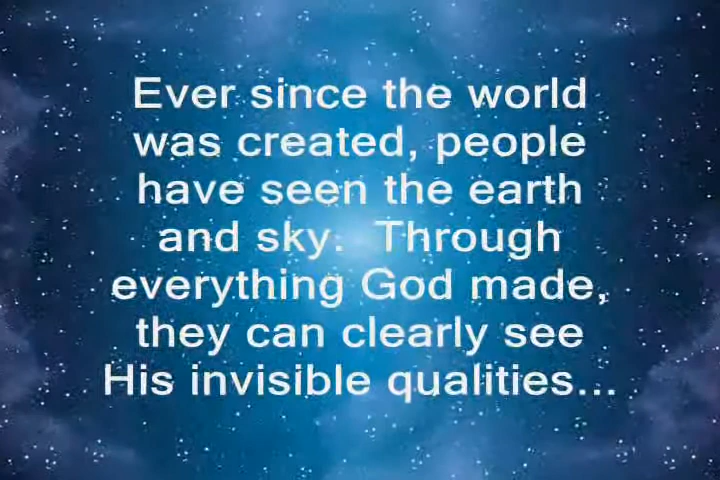 Ever since the world
was created, people
have seen the earth
and sky.  Through
everything God made,
they can clearly see
His invisible qualities...